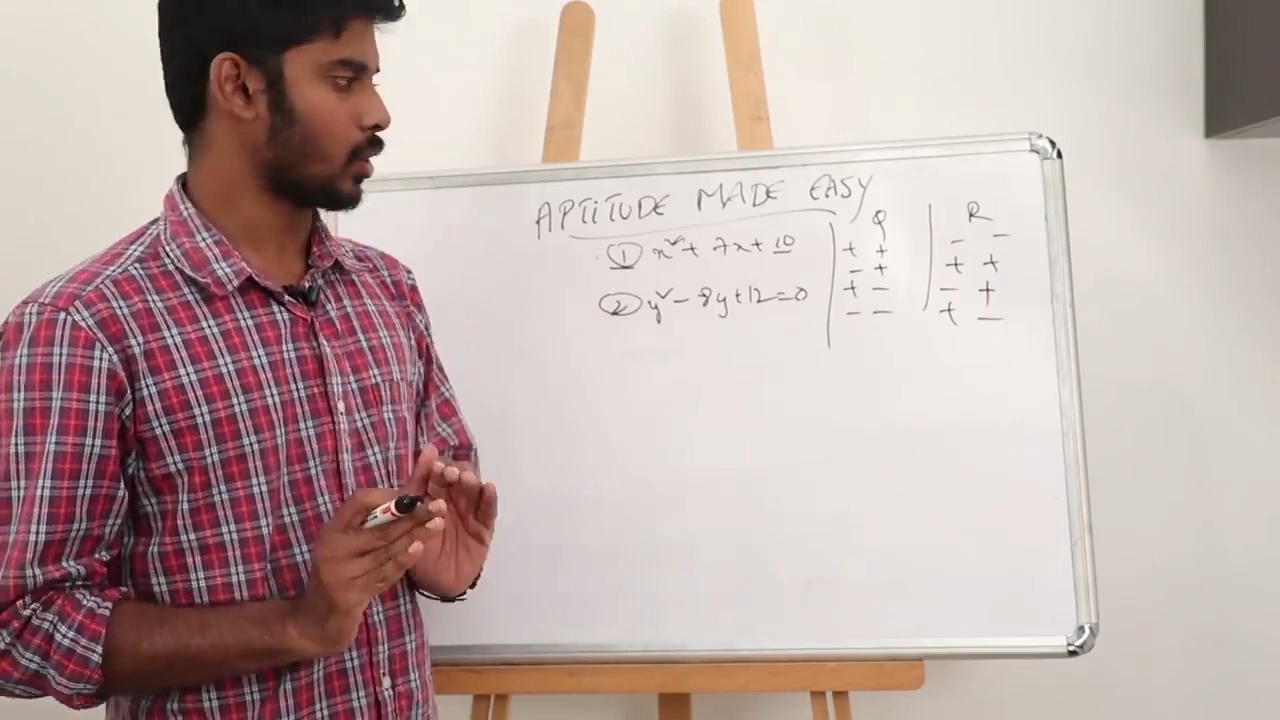 APTITUDE MADE EASY
① x² + 7x + 10
② y² - 8y + 12 = 0
Q
+ +
- +
+ -
- -
R
- -
+ +
- +
+ -